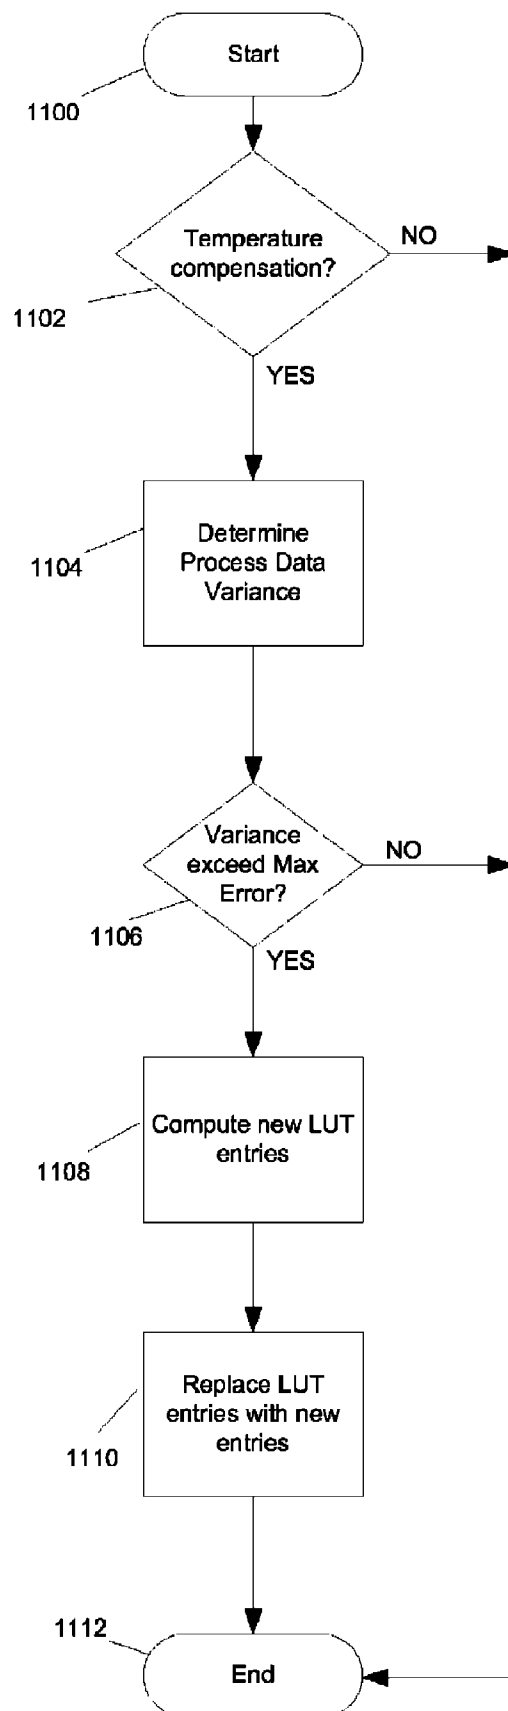 Start
1100
Temperature
compensation?
NO
1102
YES
Determine
Process Data
Variance
1104
Variance
exceed Max
Error?
NO
1106
YES
Compute new LUT
entries
1108
Replace LUT
entries with new
entries
1110
1112
End